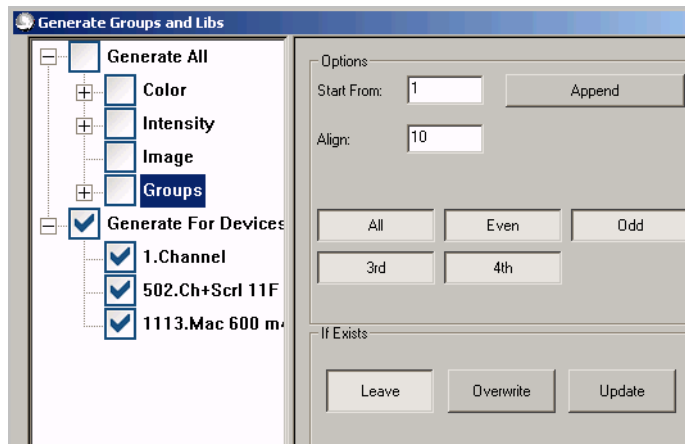 Generate Groups and Libs
Generate All
Color
Intensity
Image
Groups
Generate For Devices
1.Channel
502.Ch+Scrl 11F
1113.Mac 600 m
Options
Start From: 1 Append
Align: 10
All Even Odd
3rd 4th
If Exists
Leave Overwrite Update